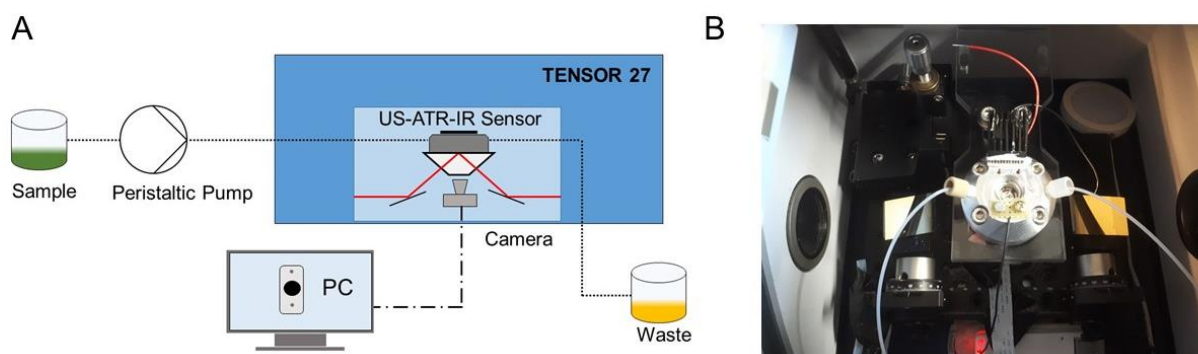 A
B
TENSOR 27
US-ATR-IR Sensor
Sample
Peristaltic Pump
Camera
PC
Waste